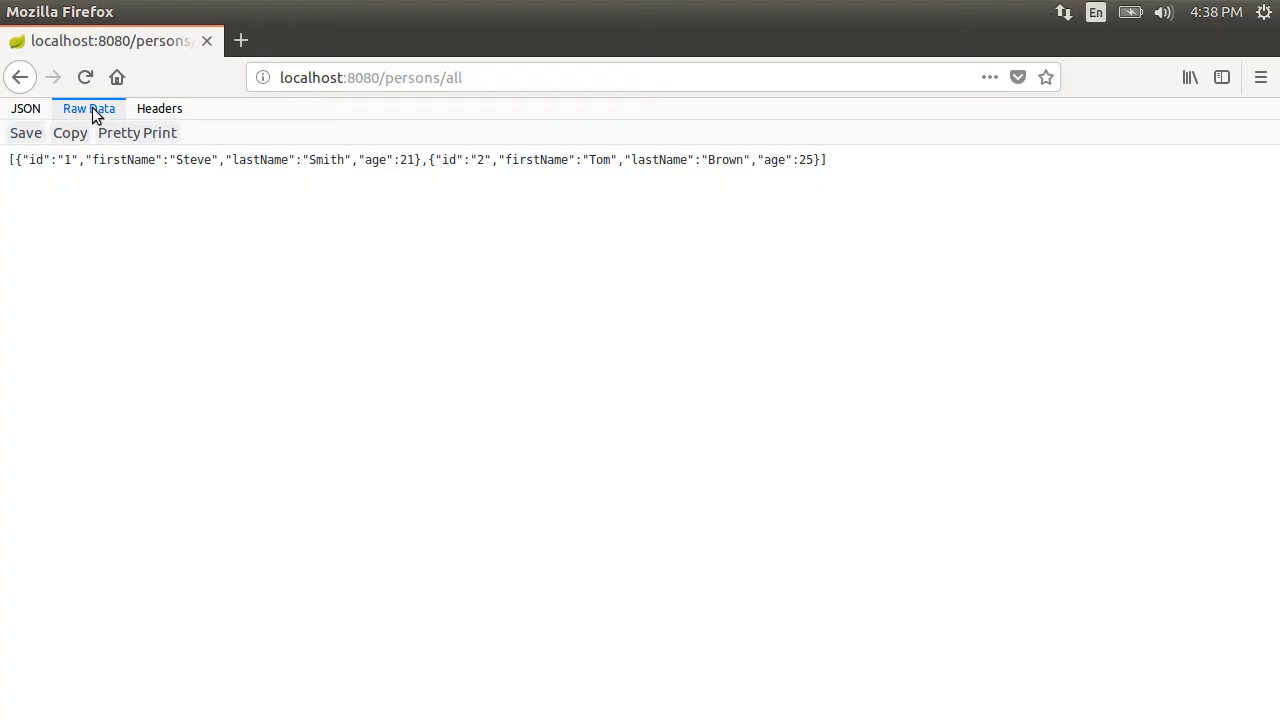 Mozilla Firefox
En
4:38 PM
localhost:8080/persons/
localhost:8080/persons/all
JSON Raw Data Headers
Save Copy Pretty Print
[{"id":"1","firstName":"Steve","lastName":"Smith","age":21},{"id":"2","firstName":"Tom","lastName":"Brown","age":25}]